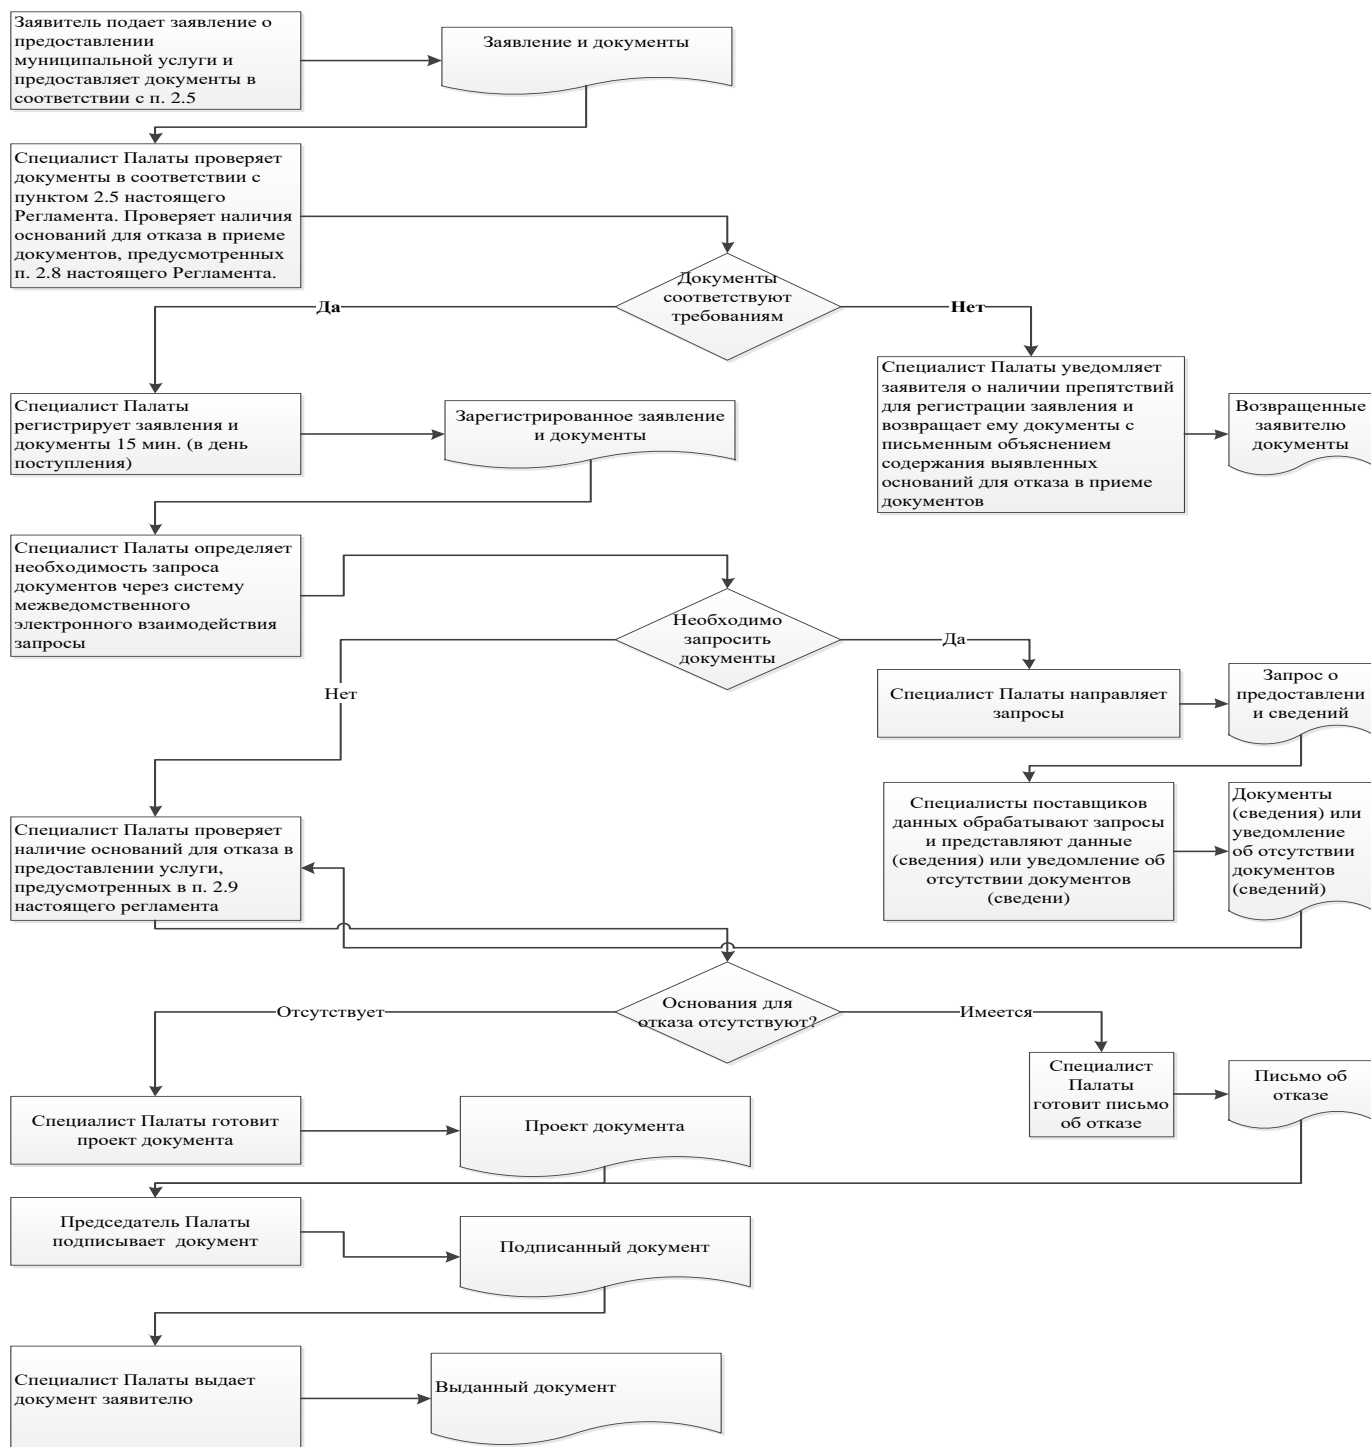 Заявитель подает заявление о
предоставлении
муниципальной услуги и
предоставляет документы в
соответствии с п. 2.5
Заявление и документы
Специалист Палаты проверяет
документы в соответствии с
пунктом 2.5 настоящего
Регламента. Проверяет наличия
оснований для отказа в приеме
документов, предусмотренных
п. 2.8 настоящего Регламента.
Документы
соответствуют
требованиям
Да
Нет
Специалист Палаты
регистрирует заявления и
документы 15 мин. (в день
поступления)
Зарегистрированное заявление
и документы
Специалист Палаты уведомляет
заявителя о наличии препятствий
для регистрации заявления и
возвращает ему документы с
письменным объяснением
содержания выявленных
оснований для отказа в приеме
документов
Возвращенные
заявителю
документы
Специалист Палаты определяет
необходимость запроса
документов через систему
межведомственного
электронного взаимодействия
запросы
Необходимо
запросить
документы
Да
Нет
Специалист Палаты направляет
запросы
Запрос о
предоставлени
и сведений
Специалисты поставщиков
данных обрабатывают запросы
и представляют данные
(сведения) или уведомление об
отсутствии документов
(сведени)
Документы
(сведения) или
уведомление
об отсутствии
документов
(сведений)
Специалист Палаты проверяет
наличие оснований для отказа в
предоставлении услуги,
предусмотренных в п. 2.9
настоящего регламента
Основания для
отказа отсутствуют?
Отсутствует
Имеется
Специалист
Палаты
готовит письмо
об отказе
Письмо об
отказе
Специалист Палаты готовит
проект документа
Проект документа
Председатель Палаты
подписывает документ
Подписанный документ
Специалист Палаты выдает
документ заявителю
Выданный документ